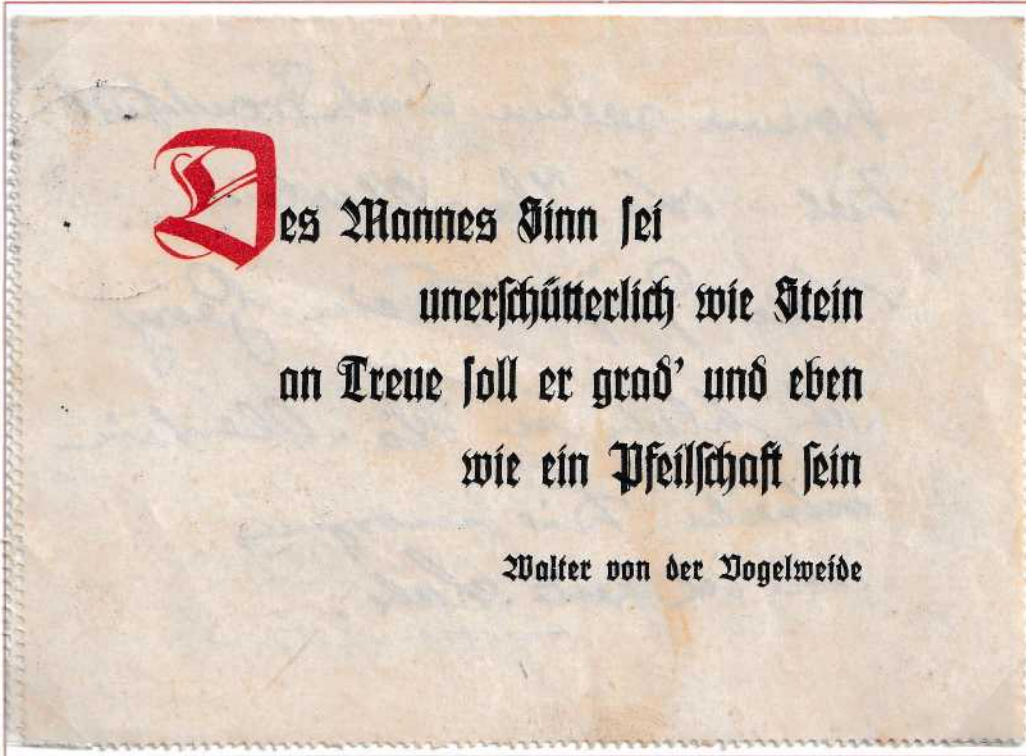 Des Mannes Sinn sei
unerschütterlich wie Stein
an Treue soll er grad' und eben
wie ein Pfeilschaft sein
Walter von der Vogelweide